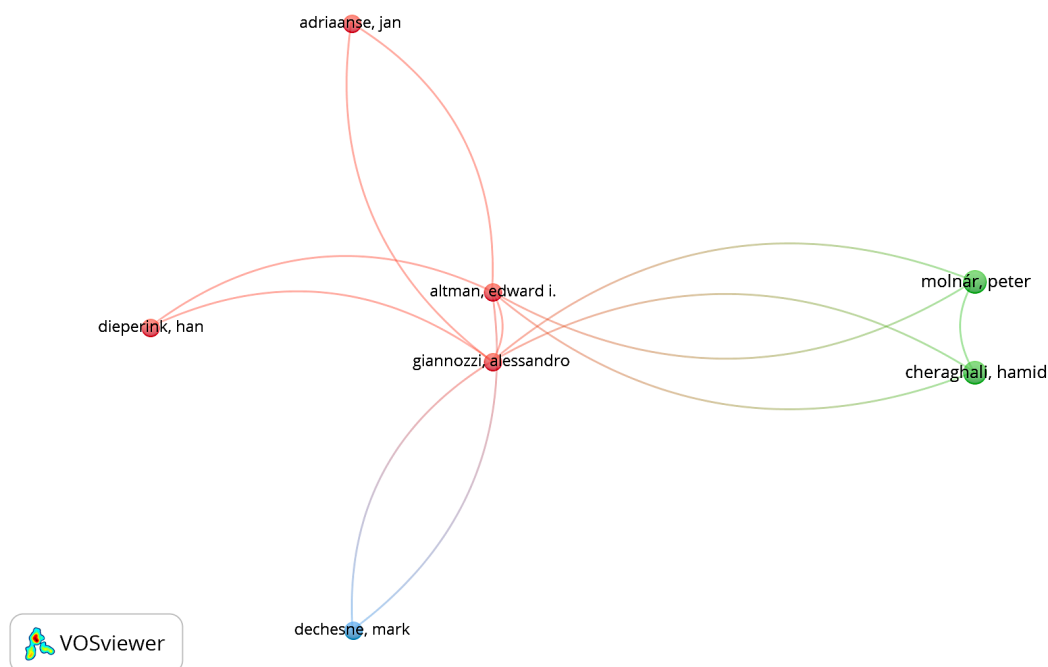 adriaanse, jan
molnár, peter
altman, edward i.
dieperink, han
giannozzi, alessandro
cheraghali, hamid
dechesne, mark
VOSviewer